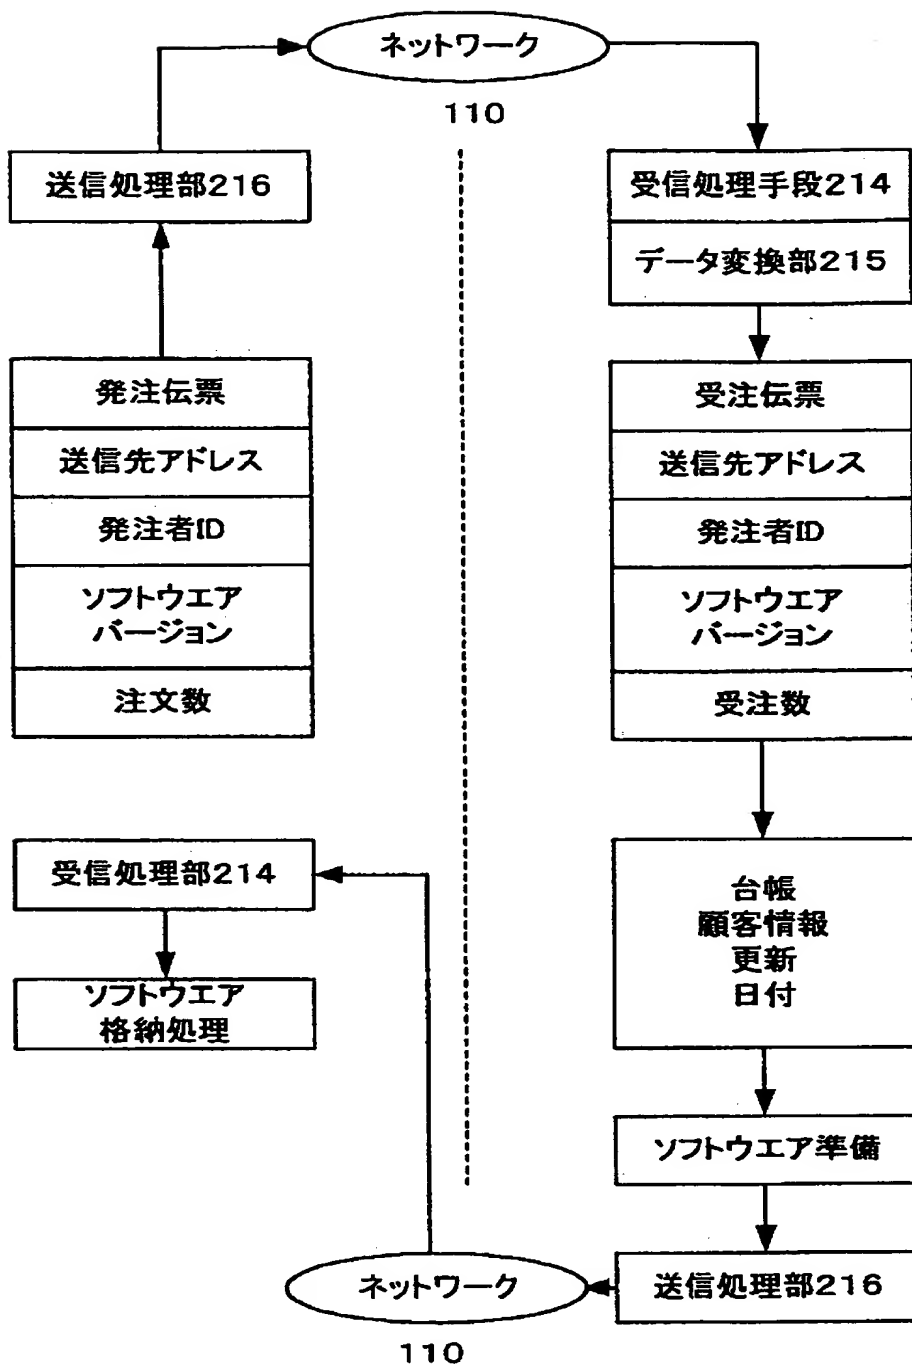 ネットワーク
110
送信処理部216
発注伝票
送信先アドレス
発注者ID
ソフトウエア
バージョン
注文数
受信処理手段214
データ変換部215
受注伝票
送信先アドレス
発注者ID
ソフトウエア
バージョン
受注数
台帳
顧客情報
更新
日付
ソフトウエア準備
送信処理部216
ネットワーク
110
受信処理部214
ソフトウエア
格納処理